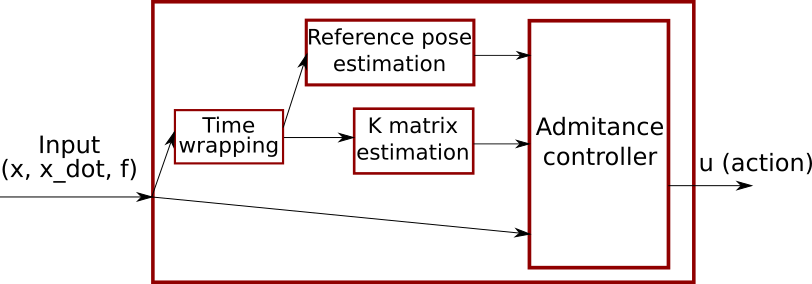 Input
(x, x_dot, f)
Time
wrapping
Reference pose
estimation
K matrix
estimation
Admitance
controller
u (action)